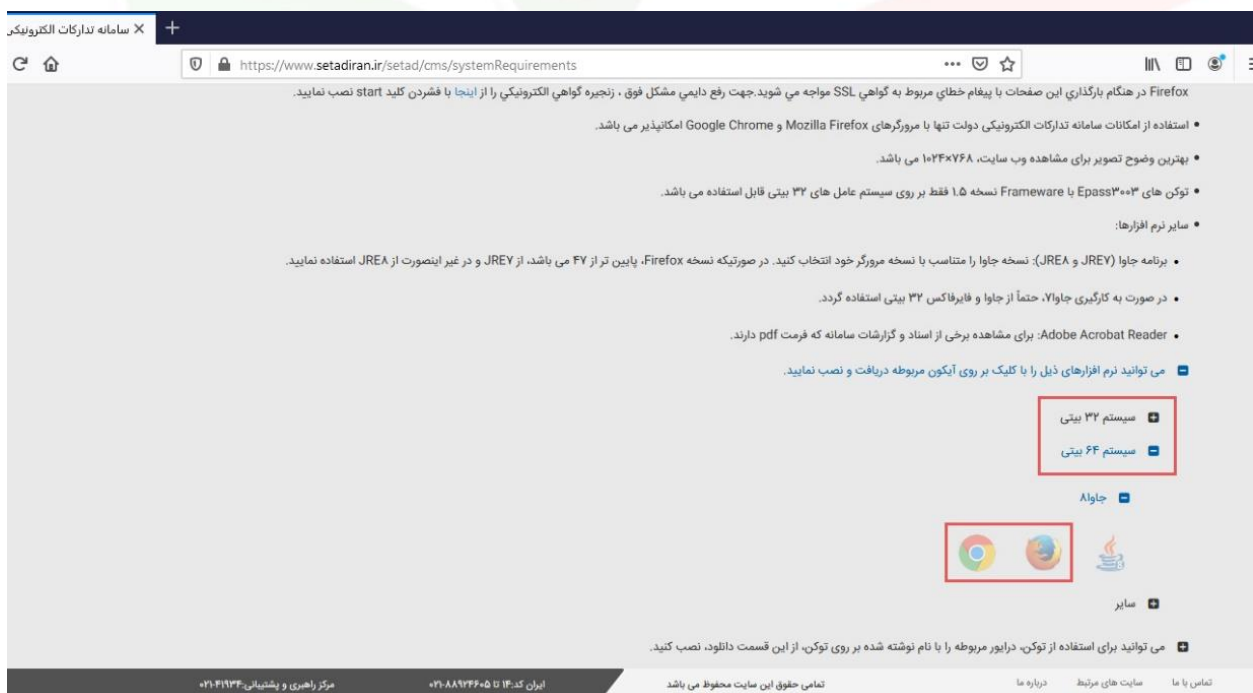 سامانه تداركات الكترونيكى
https://www.setadiran.ir/setad/cms/systemRequirements
Firefox در هنگام بارگذاري اين صفحات با پيغام خطاي مربوط به گواهي SSL مواجه مي شويد.جهت رفع دايمي مشكل فوق ، زنجيره گواهي الكترونيكي را از اينجا با فشردن كليد start نصب نماييد.
• استفاده از امکانات سامانه تدارکات الکترونیکی دولت تنها با مرورگرهای Mozilla Firefox و Google Chrome امکانپذیر می باشد.
• بهترین وضوح تصویر برای مشاهده وب سایت، ۷۶۸×۱۰۲۴ می باشد.
• توکن های Epass۳۰۰۳ با Frameware نسخه ۱.۵ فقط بر روی سیستم عامل های ۳۲ بیتی قابل استفاده می باشد.
• سایر نرم افزارها:
• برنامه جاوا (JRE۷ و JRE۸): نسخه جاوا را متناسب با نسخه مرورگر خود انتخاب کنید. در صورتیکه نسخه Firefox، پایین تر از ۴۷ می باشد، از JRE۷ و در غیر اینصورت از JRE۸ استفاده نمایید.
• در صورت به کارگیری جاوا۷، حتماً از جاوا و فایرفاکس ۳۲ بیتی استفاده گردد.
• Adobe Acrobat Reader: برای مشاهده برخی از اسناد و گزارشات سامانه که فرمت pdf دارند.
می توانید نرم افزارهای ذیل را با کلیک بر روی آیکون مربوطه دریافت و نصب نمایید.
سیستم ۳۲ بیتی
سیستم ۶۴ بیتی
جاوا۸
سایر
می توانید برای استفاده از توکن، درایور مربوطه را با نام نوشته شده بر روی توکن، از این قسمت دانلود، نصب کنید.
تماس با ما سایت های مرتبط درباره ما تمامی حقوق این سایت محفوظ می باشد ایران کد:۱۴ تا ۸۸۹۲۴۶۰۵-۰۲۱ مرکز راهبری و پشتیبانی:۴۱۹۳۴-۰۲۱